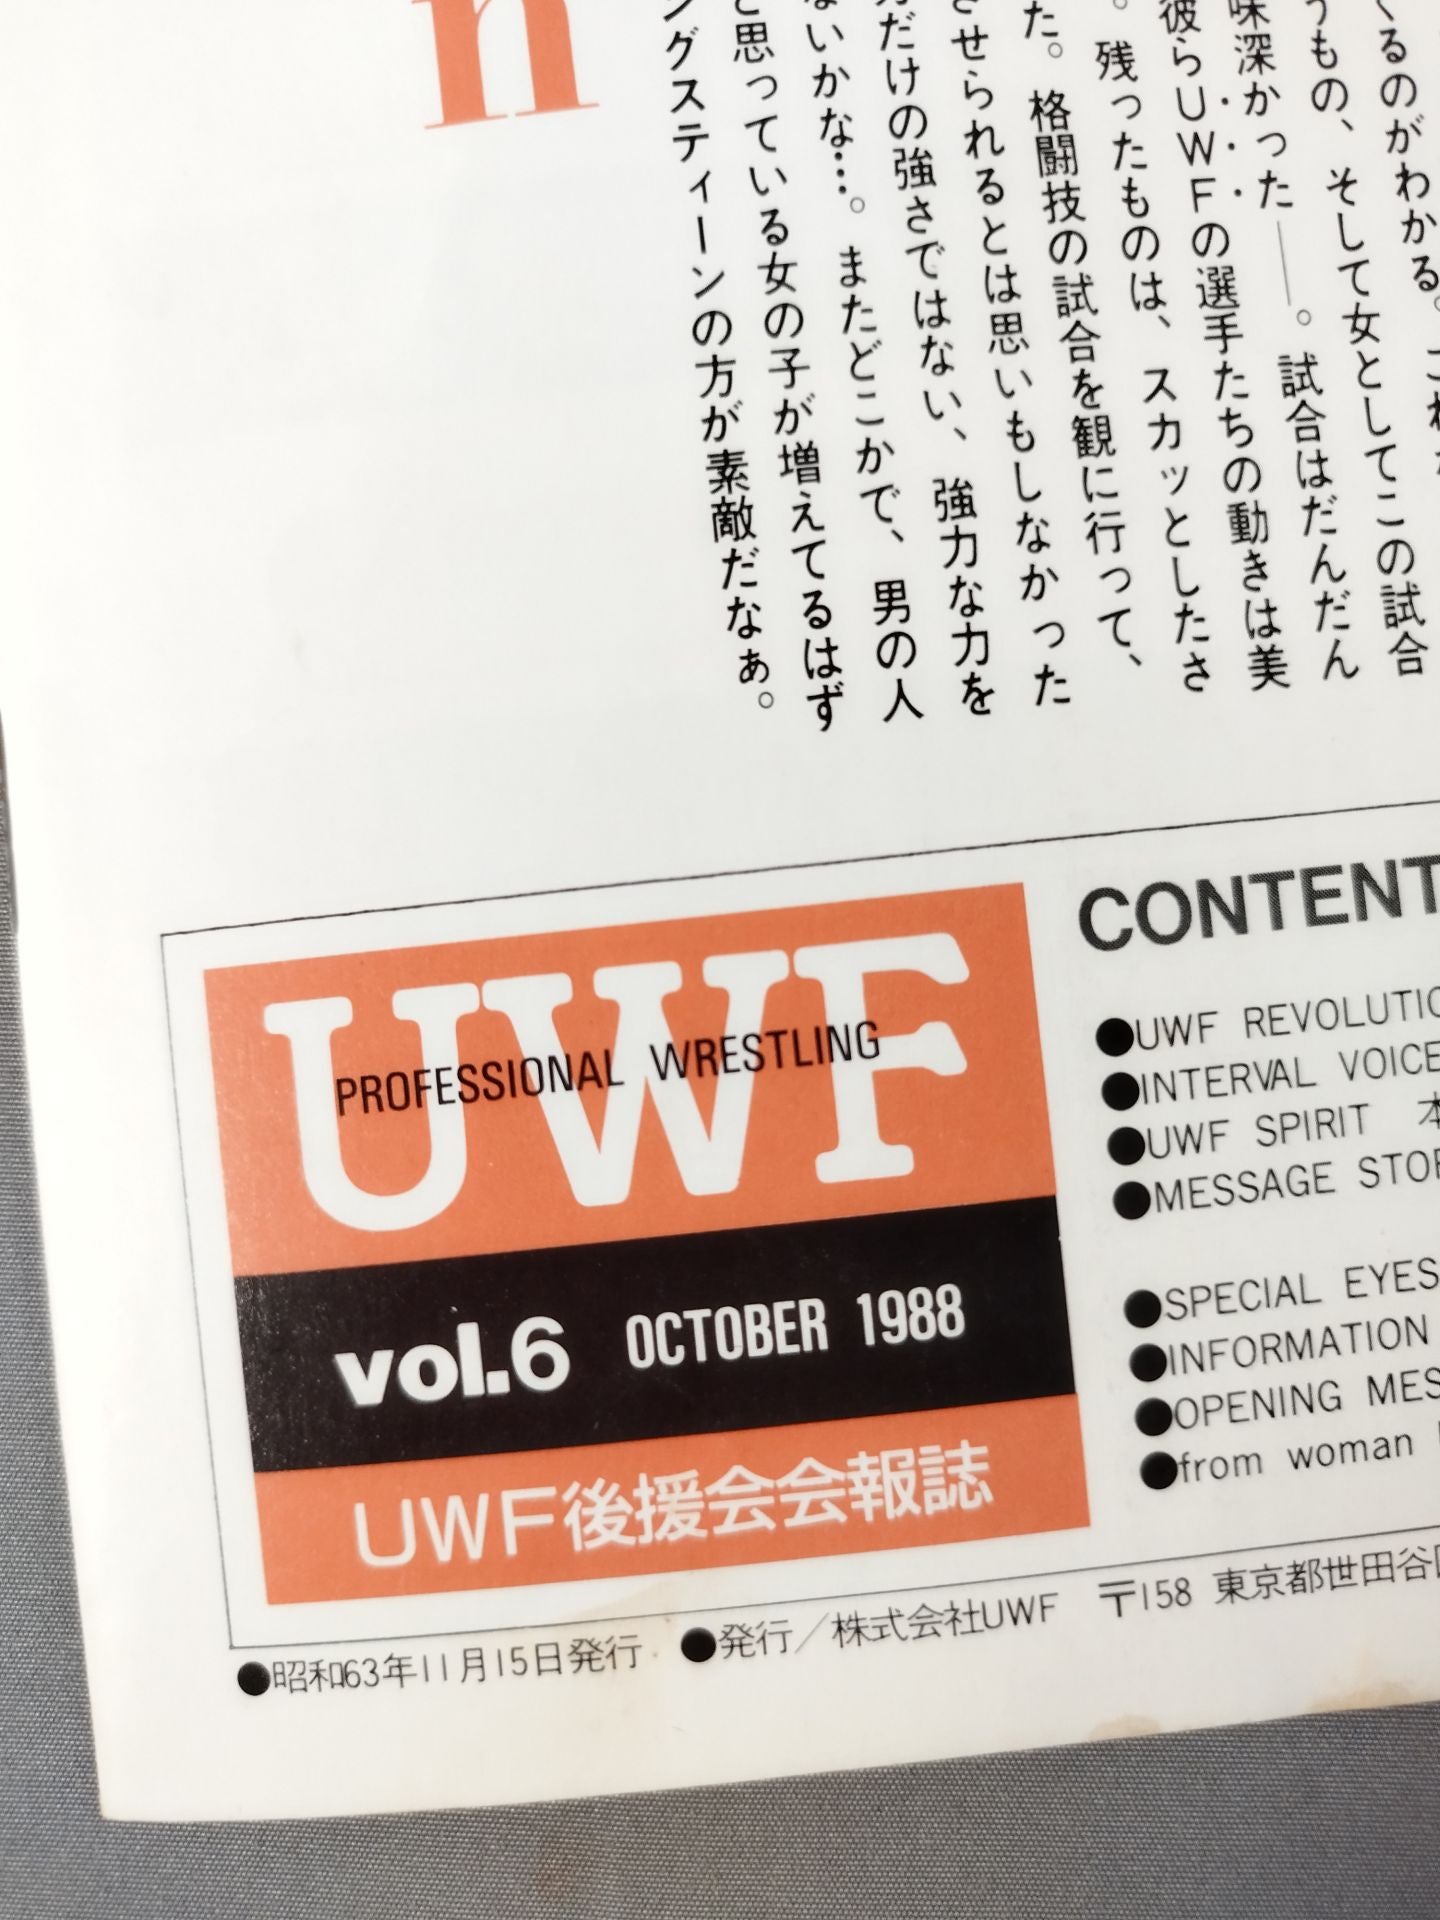 n
くるのがわかる。
うもの、そして女としてこの試合
味深かった——。試合はだんだん
彼らUWFの選手たちの動きは美
。残ったものは、スカッとしたさ
た。格闘技の試合を観に行って、
させられるとは思いもしなかった
だけの強さではない、強力な力を
ないかな…。またどこかで、男の人
と思っている女の子が増えてるはず
ングスティーンの方が素敵だなぁ。
UWF
PROFESSIONAL WRESTLING
vol.6 OCTOBER 1988
UWF後援会会報誌
CONTENT
●UWF REVOLUTIO
●INTERVAL VOICE
●UWF SPIRIT 本
●MESSAGE STOR
●SPECIAL EYES
●INFORMATION
●OPENING MES
●from woman
●昭和63年11月15日発行 ●発行／株式会社UWF 〒158 東京都世田谷区